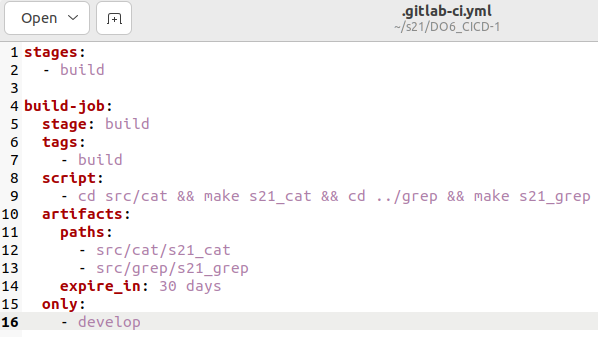 Open
.gitlab-ci.yml
~/s21/DO6_CICD-1
1 stages:
2   - build
3
4 build-job:
5   stage: build
6   tags:
7     - build
8   script:
9     - cd src/cat && make s21_cat && cd ../grep && make s21_grep
10   artifacts:
11     paths:
12       - src/cat/s21_cat
13       - src/grep/s21_grep
14     expire_in: 30 days
15   only:
16     - develop